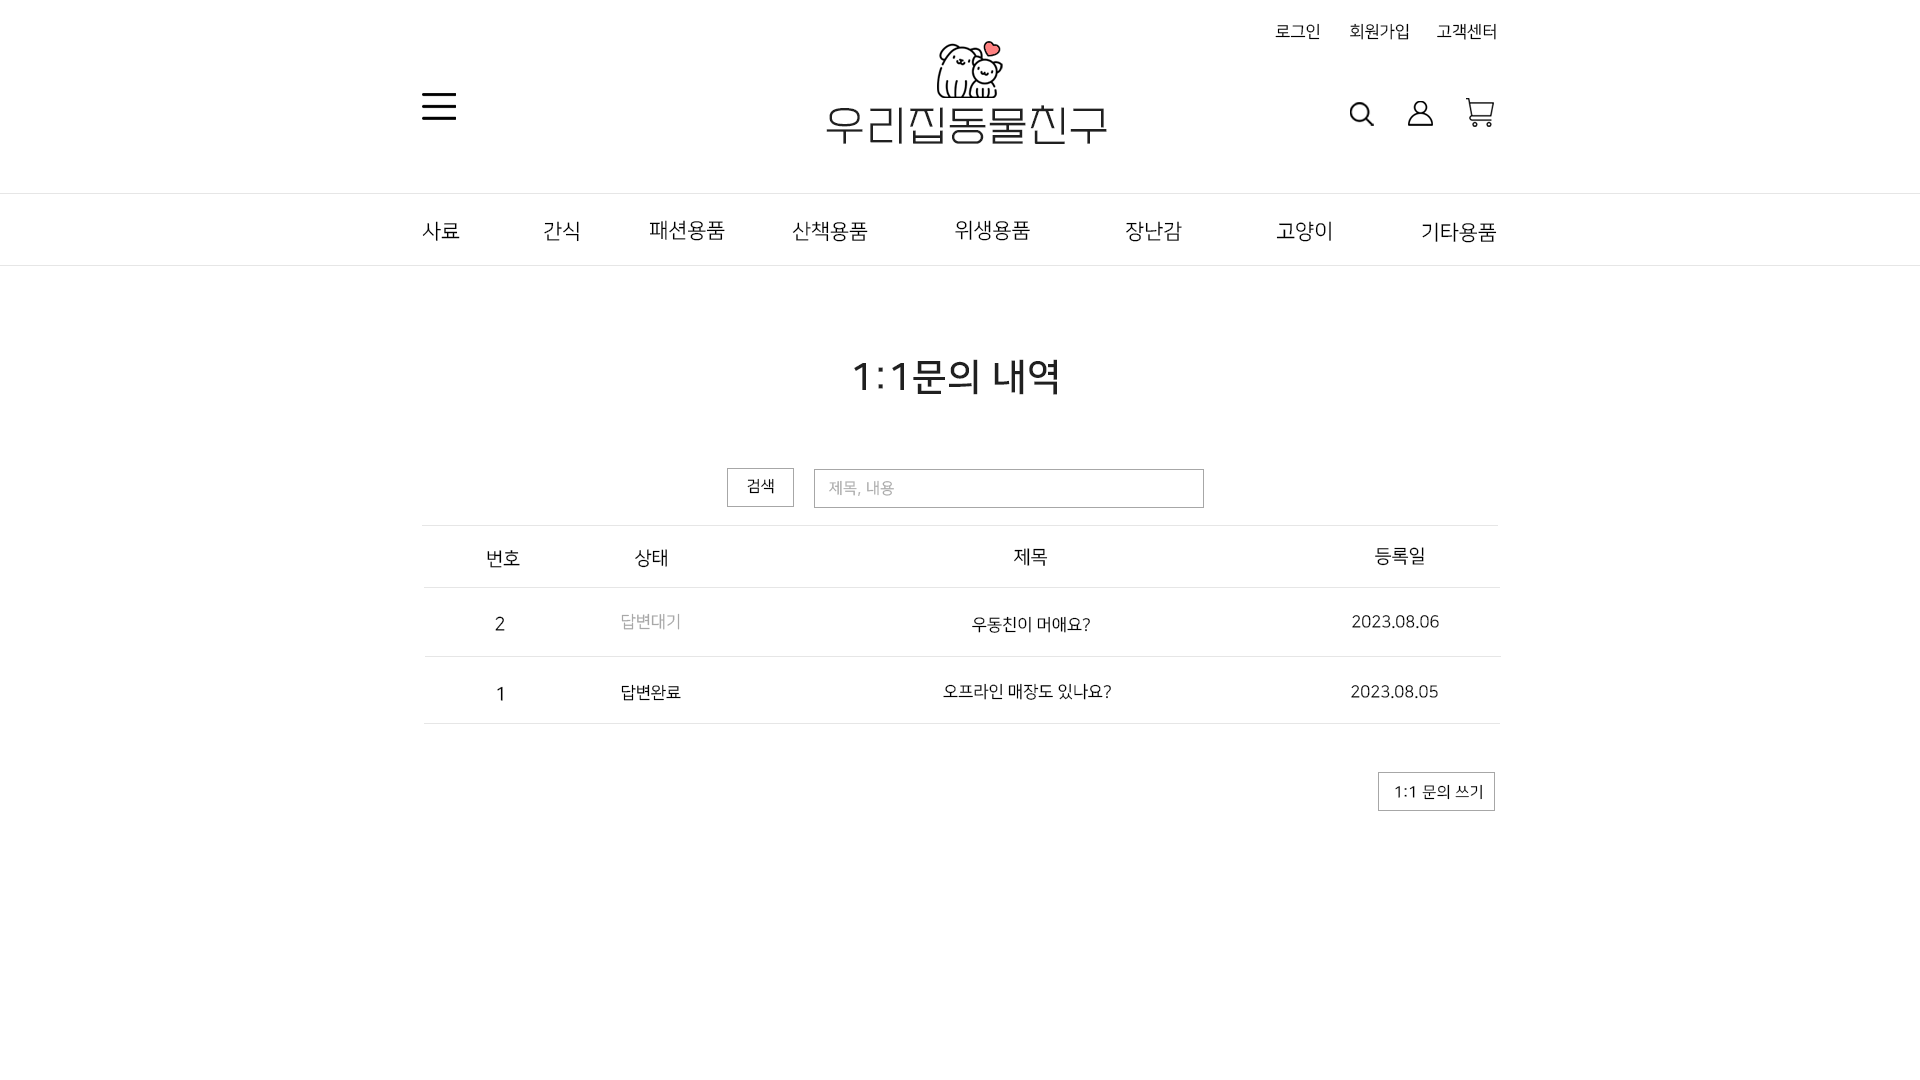 로그인 회원가입 고객센터
우리집동물친구
사료 간식 패션용품 산책용품 위생용품 장난감 고양이 기타용품
1:1문의 내역
검색 제목, 내용
번호 상태 제목 등록일
2 답변대기 우동친이 머애요? 2023.08.06
1 답변완료 오프라인 매장도 있나요? 2023.08.05
1:1 문의 쓰기